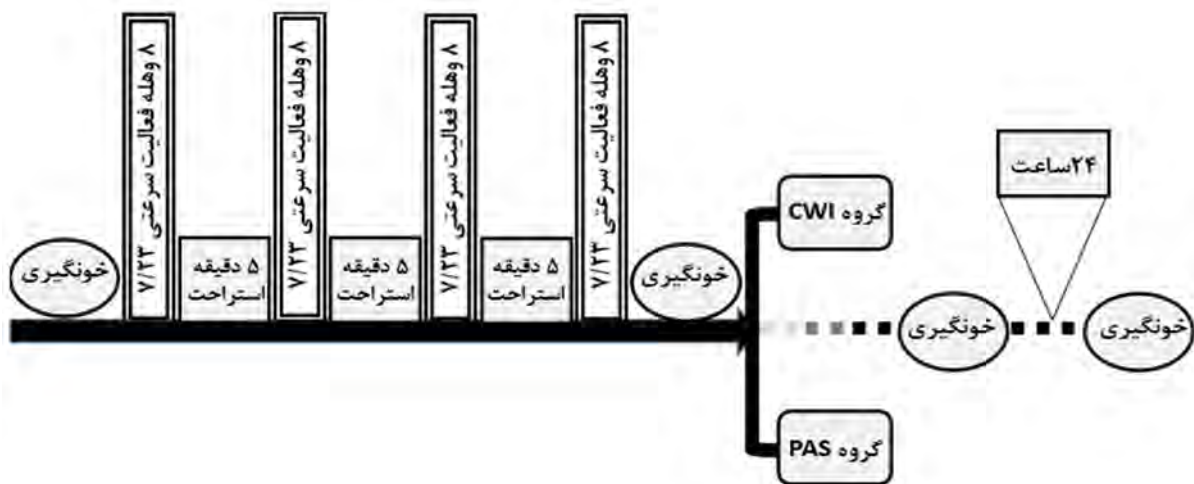 خونگیری
۸ وهله فعالیت سرعتی ۷/۲۳
۵ دقیقه
استراحت
۸ وهله فعالیت سرعتی ۷/۲۳
۵ دقیقه
استراحت
۸ وهله فعالیت سرعتی ۷/۲۳
۵ دقیقه
استراحت
۸ وهله فعالیت سرعتی ۷/۲۳
خونگیری
گروه CWI
گروه PAS
خونگیری
۲۴ساعت
خونگیری